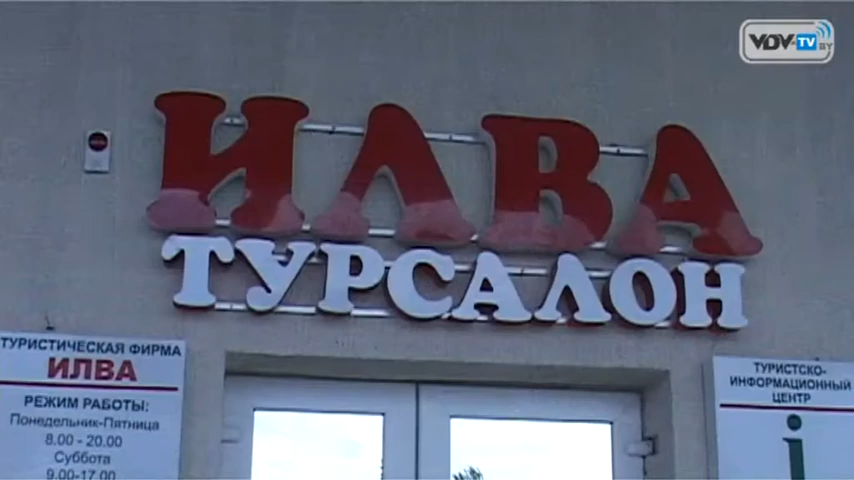 VDV-TV.BY
ИЛВА
ТУРСАЛОН
ТУРИСТИЧЕСКАЯ ФИРМА
ИЛВА
РЕЖИМ РАБОТЫ:
Понедельник-Пятница
8.00 - 20.00
Суббота
9.00-17.00
ТУРИСТСКО-
ИНФОРМАЦИОННЫЙ
ЦЕНТР
i